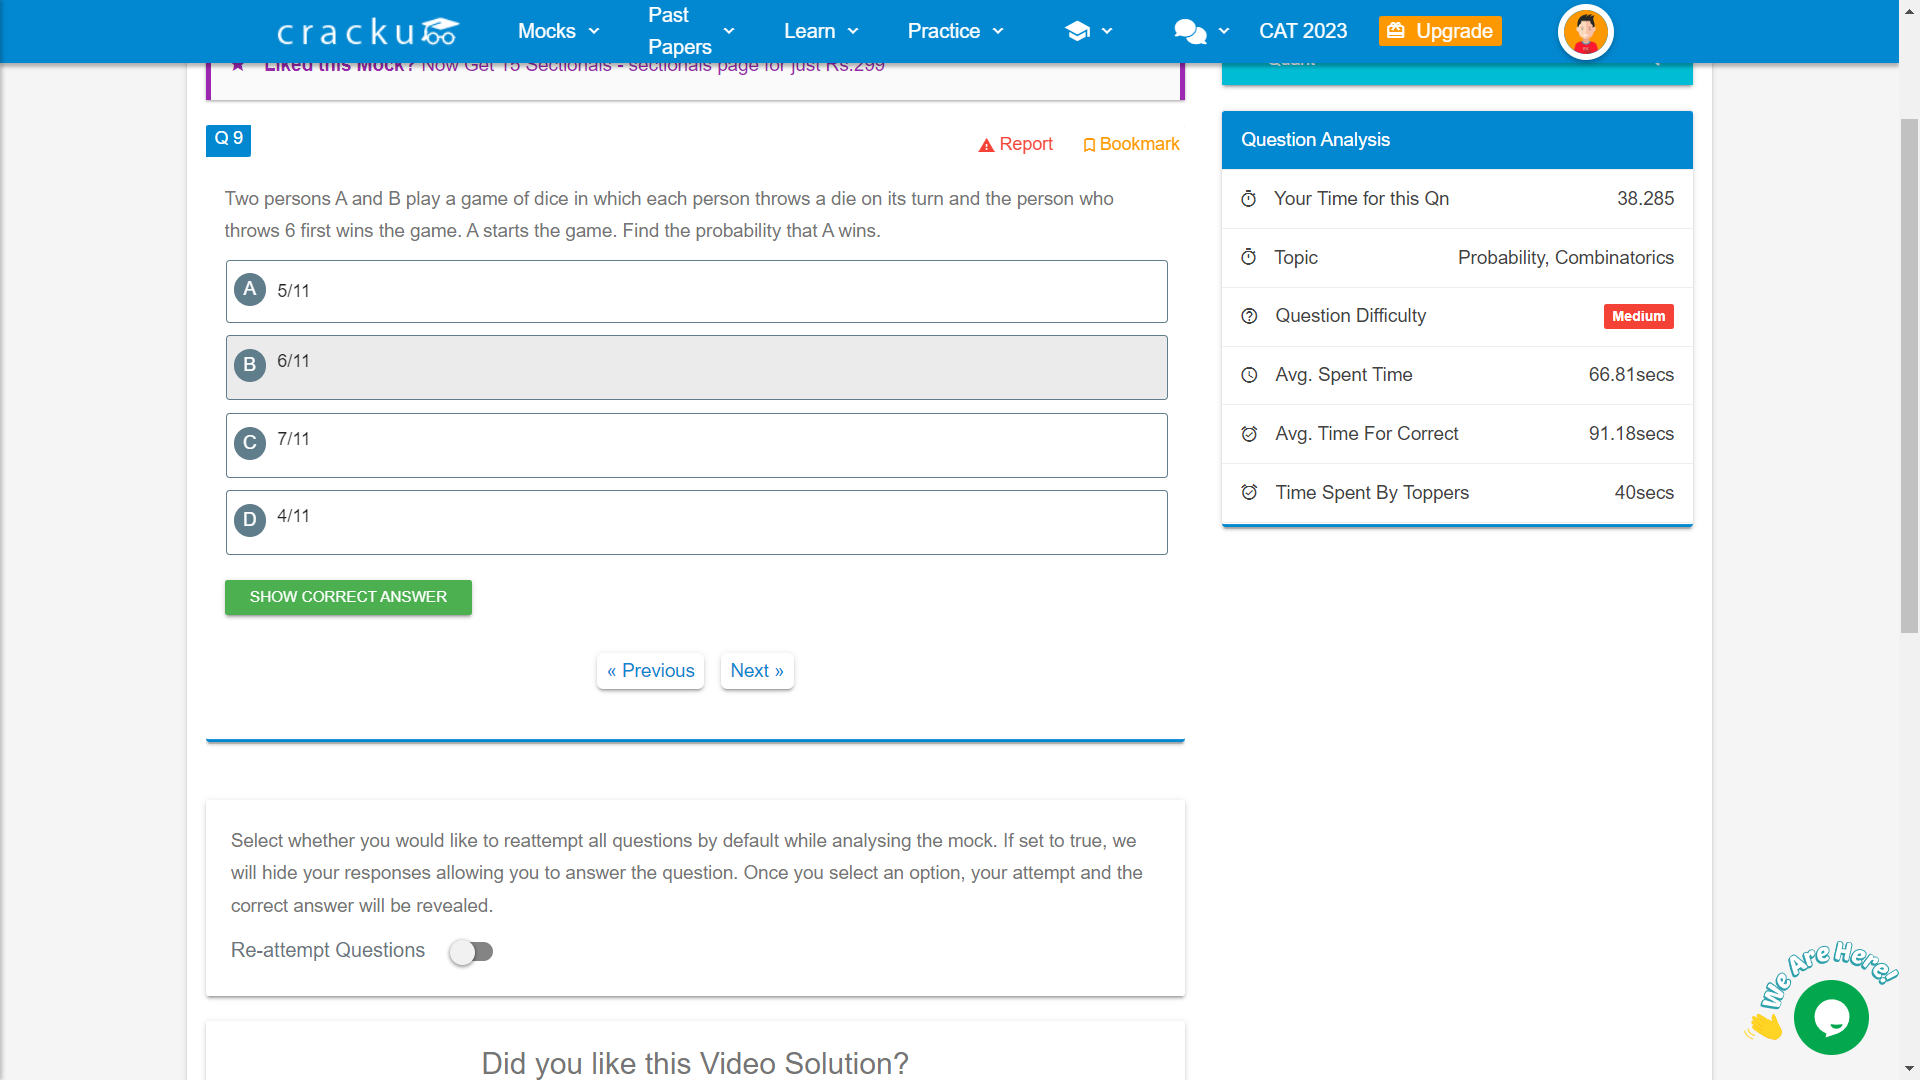 cracku
Mocks
Past Papers
Learn
Practice
CAT 2023
Upgrade
Liked this Mock? Now Get 15 Sectionals - sectionals page for just Rs.299
Quant
Q 9
Report
Bookmark
Two persons A and B play a game of dice in which each person throws a die on its turn and the person who
throws 6 first wins the game. A starts the game. Find the probability that A wins.
A 5/11
B 6/11
C 7/11
D 4/11
SHOW CORRECT ANSWER
« Previous
Next »
Question Analysis
Your Time for this Qn 38.285
Topic Probability, Combinatorics
Question Difficulty Medium
Avg. Spent Time 66.81secs
Avg. Time For Correct 91.18secs
Time Spent By Toppers 40secs
Select whether you would like to reattempt all questions by default while analysing the mock. If set to true, we
will hide your responses allowing you to answer the question. Once you select an option, your attempt and the
correct answer will be revealed.
Re-attempt Questions
Did you like this Video Solution?
We Are Here!